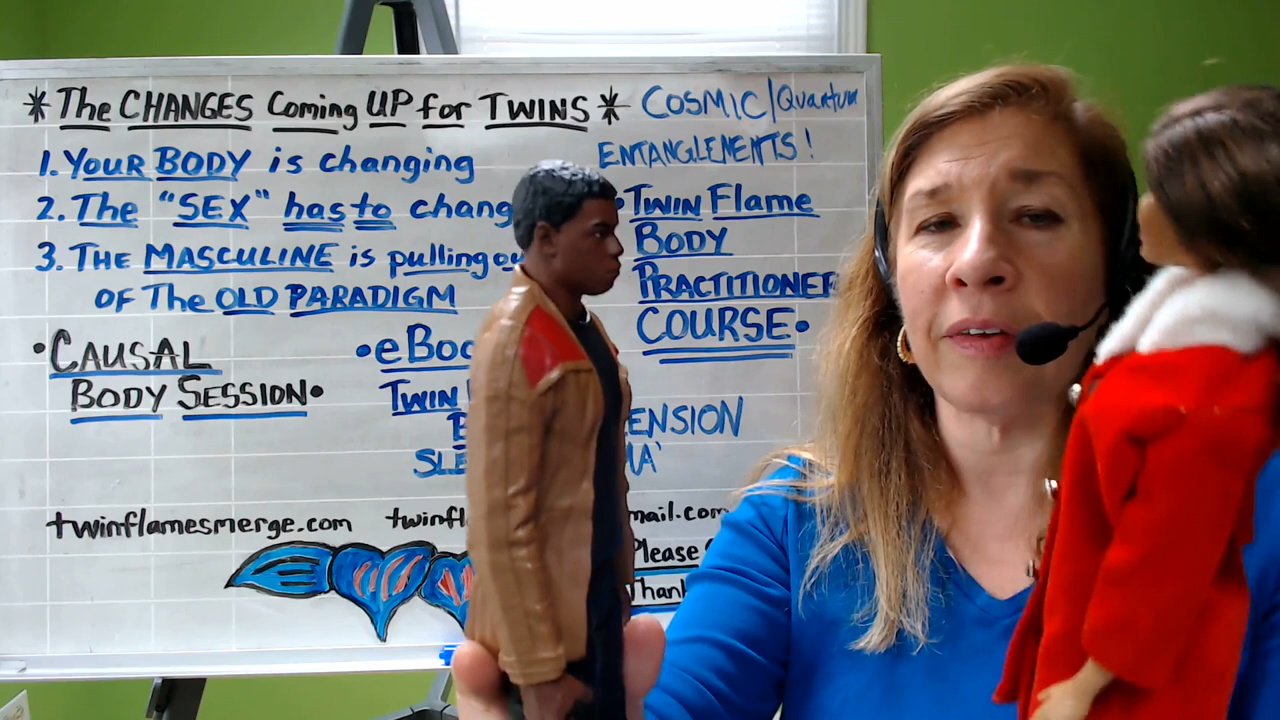 * The CHANGES Coming UP for TWINS *
COSMIC/Quantum
ENTANGLEMENTS!
1. YOUR BODY is changing
2. The "SEX" has to chang
3. THE MASCULINE is pulling ou
OF The OLD PARADIGM
• TWIN Flame
BODY
PRACTITIONER
COURSE •
• CAUSAL
BODY SESSION •
• eBoo
TWIN
ENSION
SLE
twinflamesmerge.com
twinfl
mail.com
Please
Thank